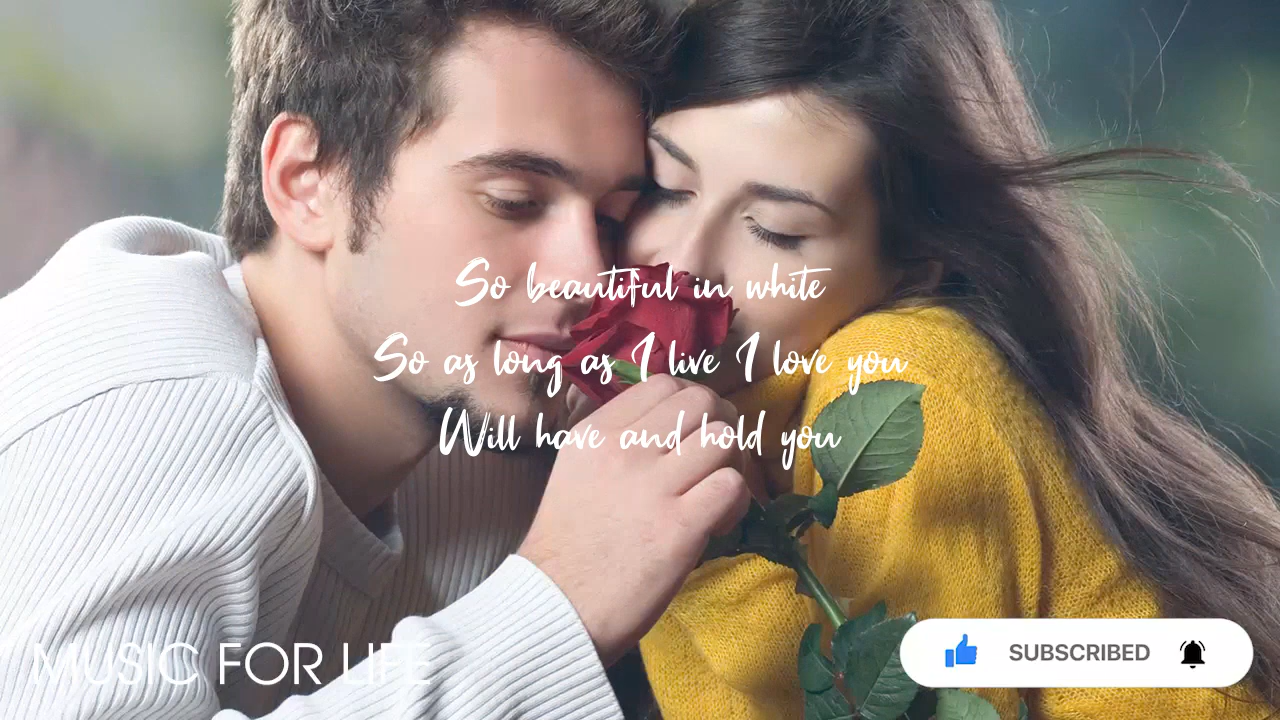 So beautiful in white
So as long as I live I love you
Will have and hold you
MUSIC FOR LIFE
SUBSCRIBED